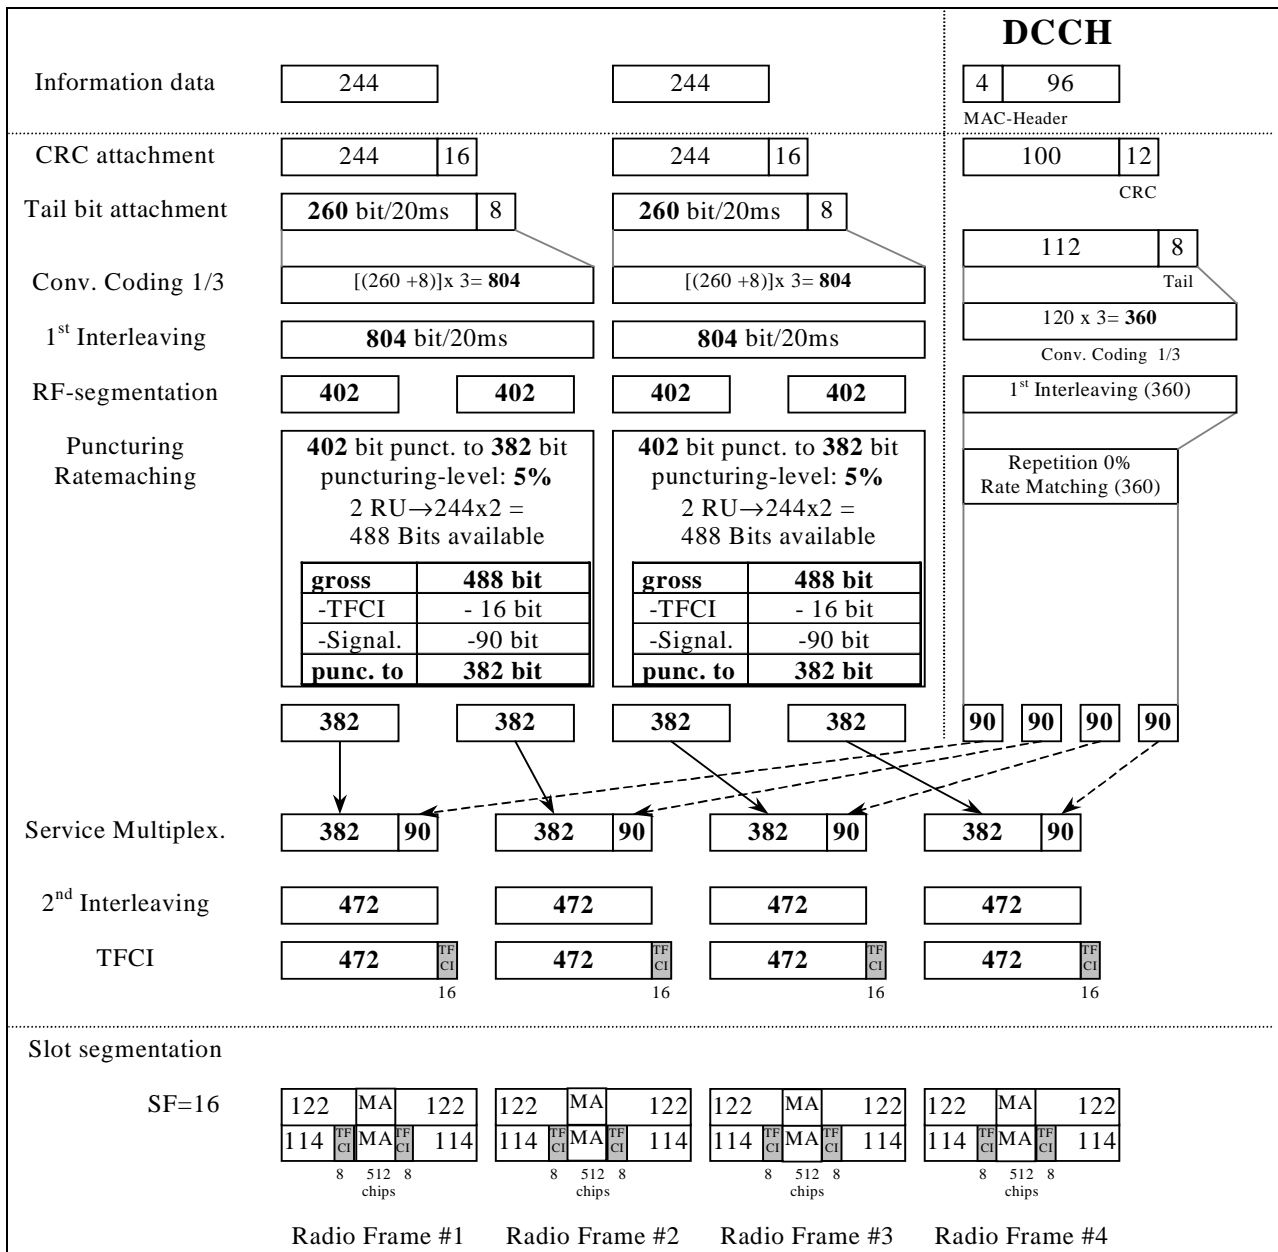 DCCH
Information data 244 244 4 96
MAC-Header
CRC attachment 244 16 244 16 100 12
CRC
Tail bit attachment 260 bit/20ms 8 260 bit/20ms 8
112 8
Tail
Conv. Coding 1/3 [(260 +8)]x 3= 804 [(260 +8)]x 3= 804
120 x 3= 360
Conv. Coding 1/3
1st Interleaving 804 bit/20ms 804 bit/20ms
RF-segmentation 402 402 402 402 1st Interleaving (360)
Puncturing 402 bit punct. to 382 bit 402 bit punct. to 382 bit
Ratemaching puncturing-level: 5% puncturing-level: 5%
Repetition 0%
Rate Matching (360)
2 RU→244x2 = 2 RU→244x2 =
488 Bits available 488 Bits available
gross 488 bit gross 488 bit
-TFCI - 16 bit -TFCI - 16 bit
-Signal. -90 bit -Signal. -90 bit
punc. to 382 bit punc. to 382 bit
382 382 382 382 90 90 90 90
Service Multiplex. 382 90 382 90 382 90 382 90
2nd Interleaving 472 472 472 472
TFCI 472 TF CI 472 TF CI 472 TF CI 472 TF CI
16 16 16 16
Slot segmentation
SF=16 122 MA 122 122 MA 122 122 MA 122 122 MA 122
114 TF CI MA TF CI 114 114 TF CI MA TF CI 114 114 TF CI MA TF CI 114 114 TF CI MA TF CI 114
8 512 8 8 512 8 8 512 8 8 512 8
chips chips chips chips
Radio Frame #1 Radio Frame #2 Radio Frame #3 Radio Frame #4